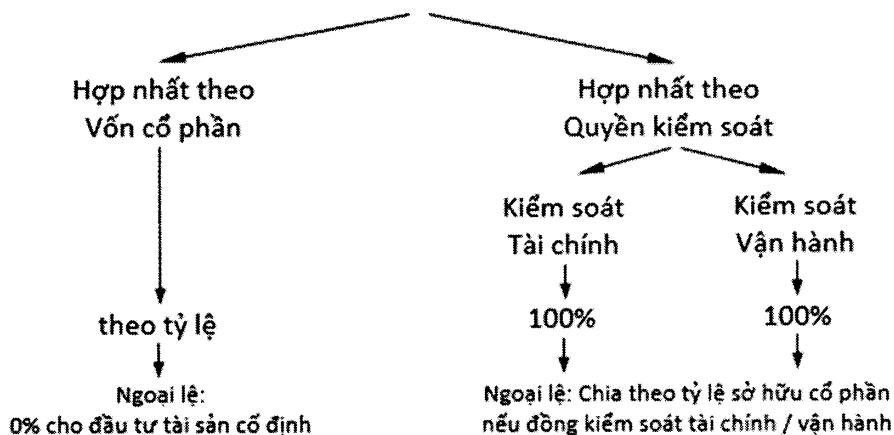 Hợp nhất theo
Vốn cổ phần
Hợp nhất theo
Quyền kiểm soát
Kiểm soát
Tài chính
Kiểm soát
Vận hành
theo tỷ lệ
100%
100%
Ngoại lệ:
0% cho đầu tư tài sản cố định
Ngoại lệ: Chia theo tỷ lệ sở hữu cổ phần
nếu đồng kiểm soát tài chính / vận hành